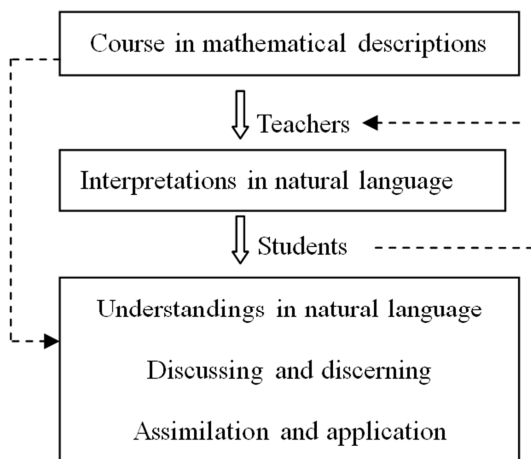 Course in mathematical descriptions
Teachers
Interpretations in natural language
Students
Understandings in natural language
Discussing and discerning
Assimilation and application